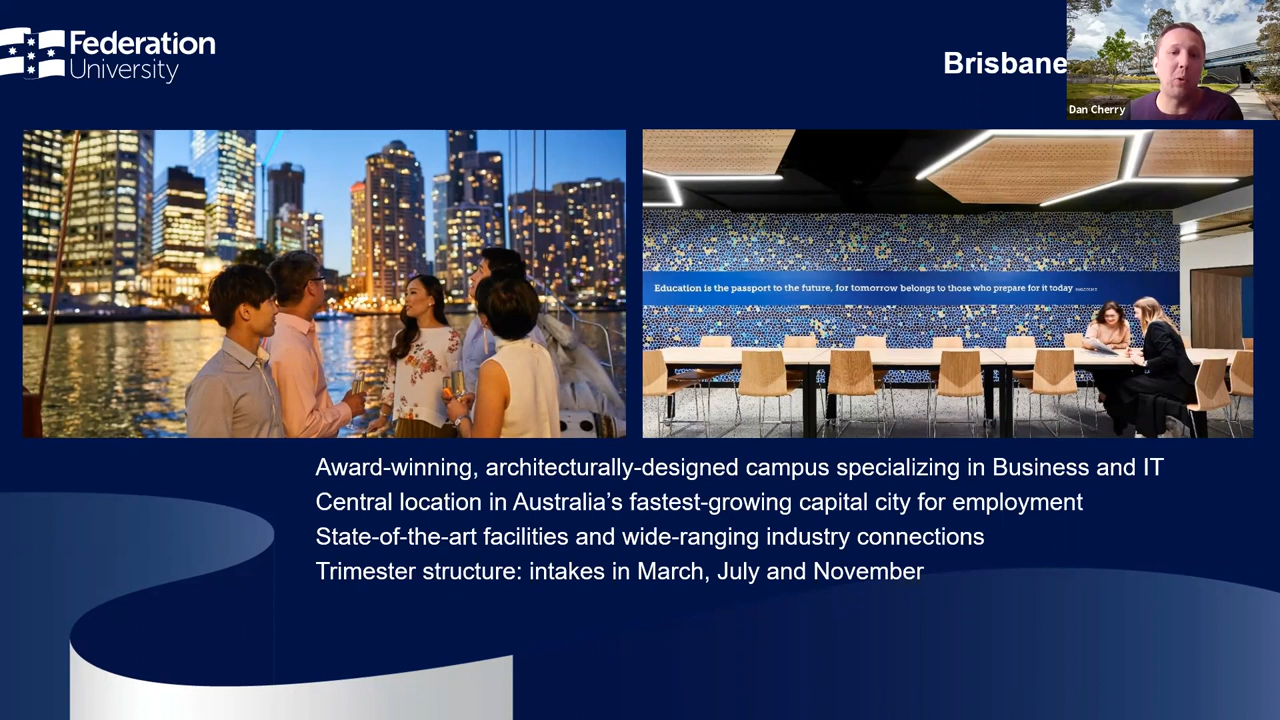 Federation
University
Brisbane
Dan Cherry
Education is the passport to the future, for tomorrow belongs to those who prepare for it today
Award-winning, architecturally-designed campus specializing in Business and IT
Central location in Australia’s fastest-growing capital city for employment
State-of-the-art facilities and wide-ranging industry connections
Trimester structure: intakes in March, July and November